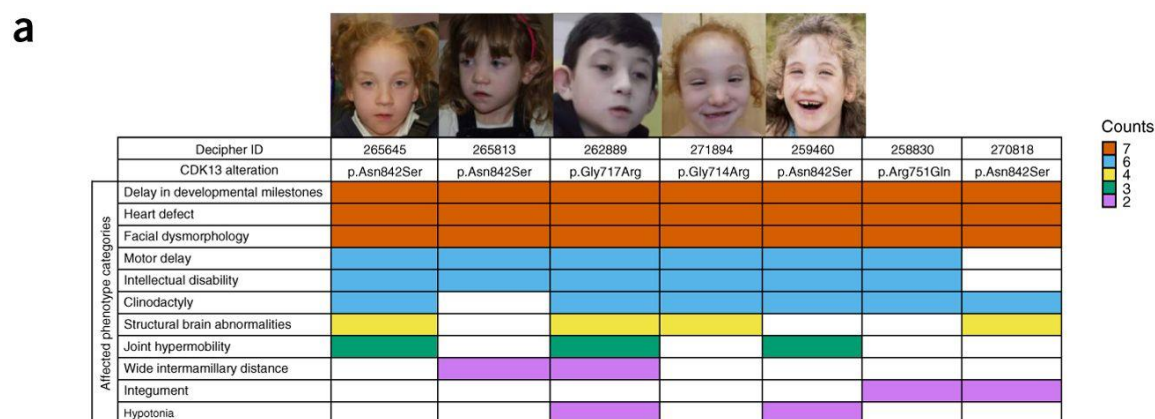 a
Decipher ID 265645 265813 262889 271894 259460 258830 270818
CDK13 alteration p.Asn842Ser p.Asn842Ser p.Gly717Arg p.Gly714Arg p.Asn842Ser p.Arg751Gln p.Asn842Ser
Affected phenotype categories
Delay in developmental milestones
Heart defect
Facial dysmorphology
Motor delay
Intellectual disability
Clinodactyly
Structural brain abnormalities
Joint hypermobility
Wide intermamillary distance
Integument
Hypotonia
Counts
7
6
4
3
2